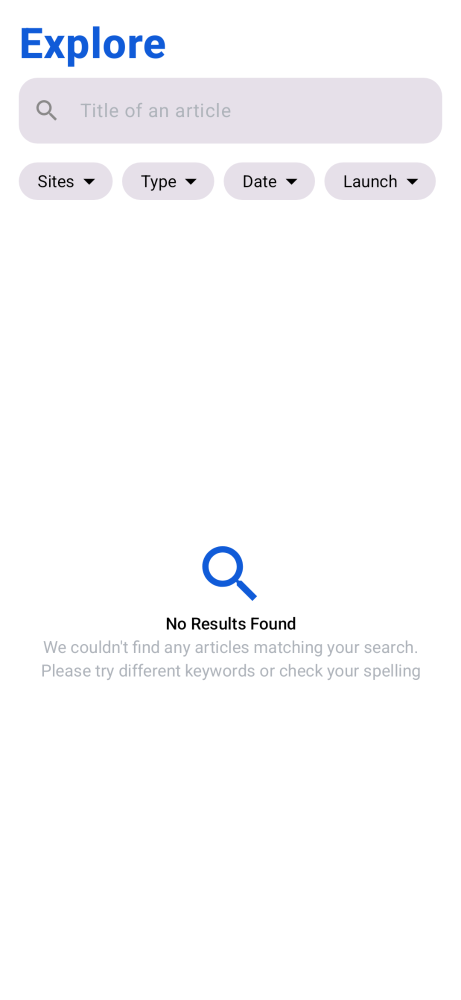 Explore
Title of an article
Sites Type Date Launch
No Results Found
We couldn't find any articles matching your search.
Please try different keywords or check your spelling